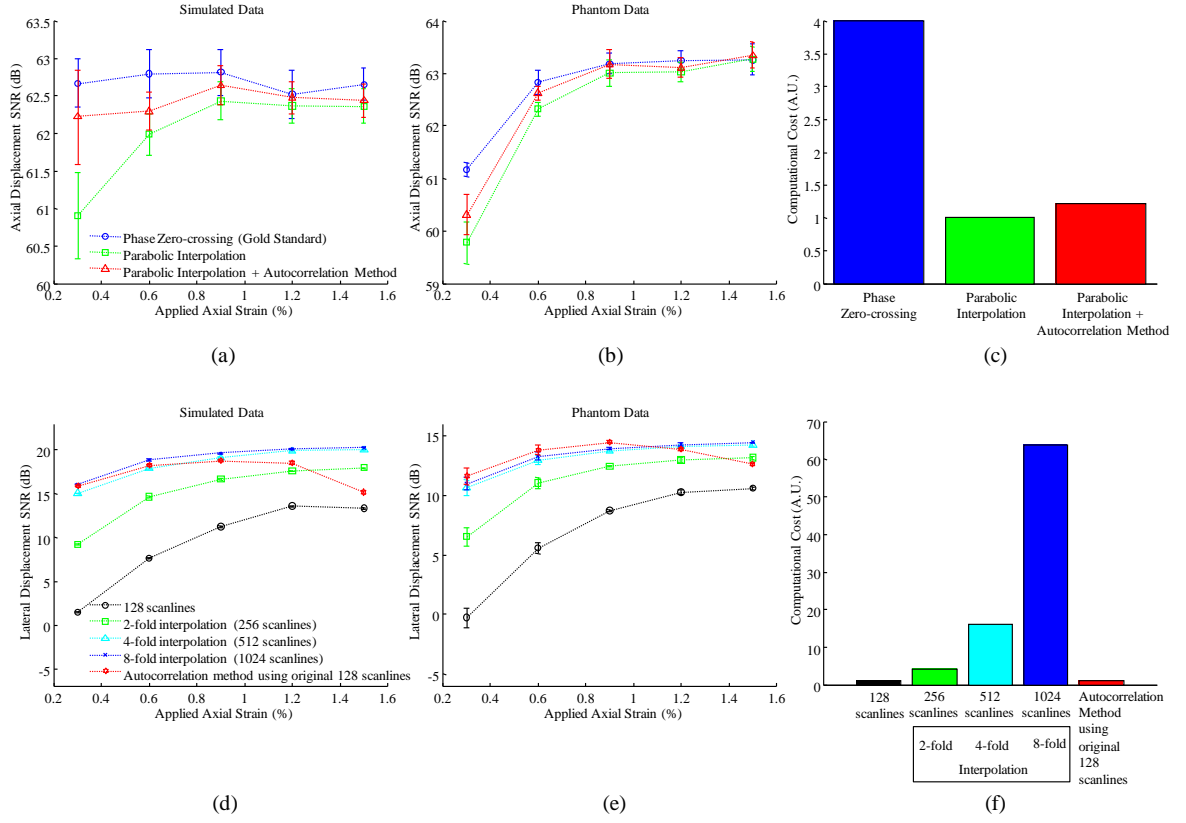 Simulated Data
63.5
63
62.5
62
61.5
61
60.5
60
0.2 0.4 0.6 0.8 1 1.2 1.4 1.6
Axial Displacement SNR (dB)
Applied Axial Strain (%)
Phase Zero-crossing (Gold Standard)
Parabolic Interpolation
Parabolic Interpolation + Autocorrelation Method
(a)
Phantom Data
64
63
62
61
60
59
0.2 0.4 0.6 0.8 1 1.2 1.4 1.6
Axial Displacement SNR (dB)
Applied Axial Strain (%)
(b)
4
3.5
3
2.5
2
1.5
1
0.5
0
Computational Cost (A.U.)
Phase
Zero-crossing
Parabolic
Interpolation
Parabolic
Interpolation +
Autocorrelation Method
(c)
Simulated Data
20
15
10
5
0
-5
0.2 0.4 0.6 0.8 1 1.2 1.4 1.6
Lateral Displacement SNR (dB)
Applied Axial Strain (%)
128 scanlines
2-fold interpolation (256 scanlines)
4-fold interpolation (512 scanlines)
8-fold interpolation (1024 scanlines)
Autocorrelation method using original 128 scanlines
(d)
Phantom Data
15
10
5
0
-5
0.2 0.4 0.6 0.8 1 1.2 1.4 1.6
Lateral Displacement SNR (dB)
Applied Axial Strain (%)
(e)
70
60
50
40
30
20
10
0
Computational Cost (A.U.)
128
scanlines
256
scanlines
512
scanlines
1024
scanlines
Autocorrelation
Method
using
original
128
scanlines
2-fold 4-fold 8-fold
Interpolation
(f)